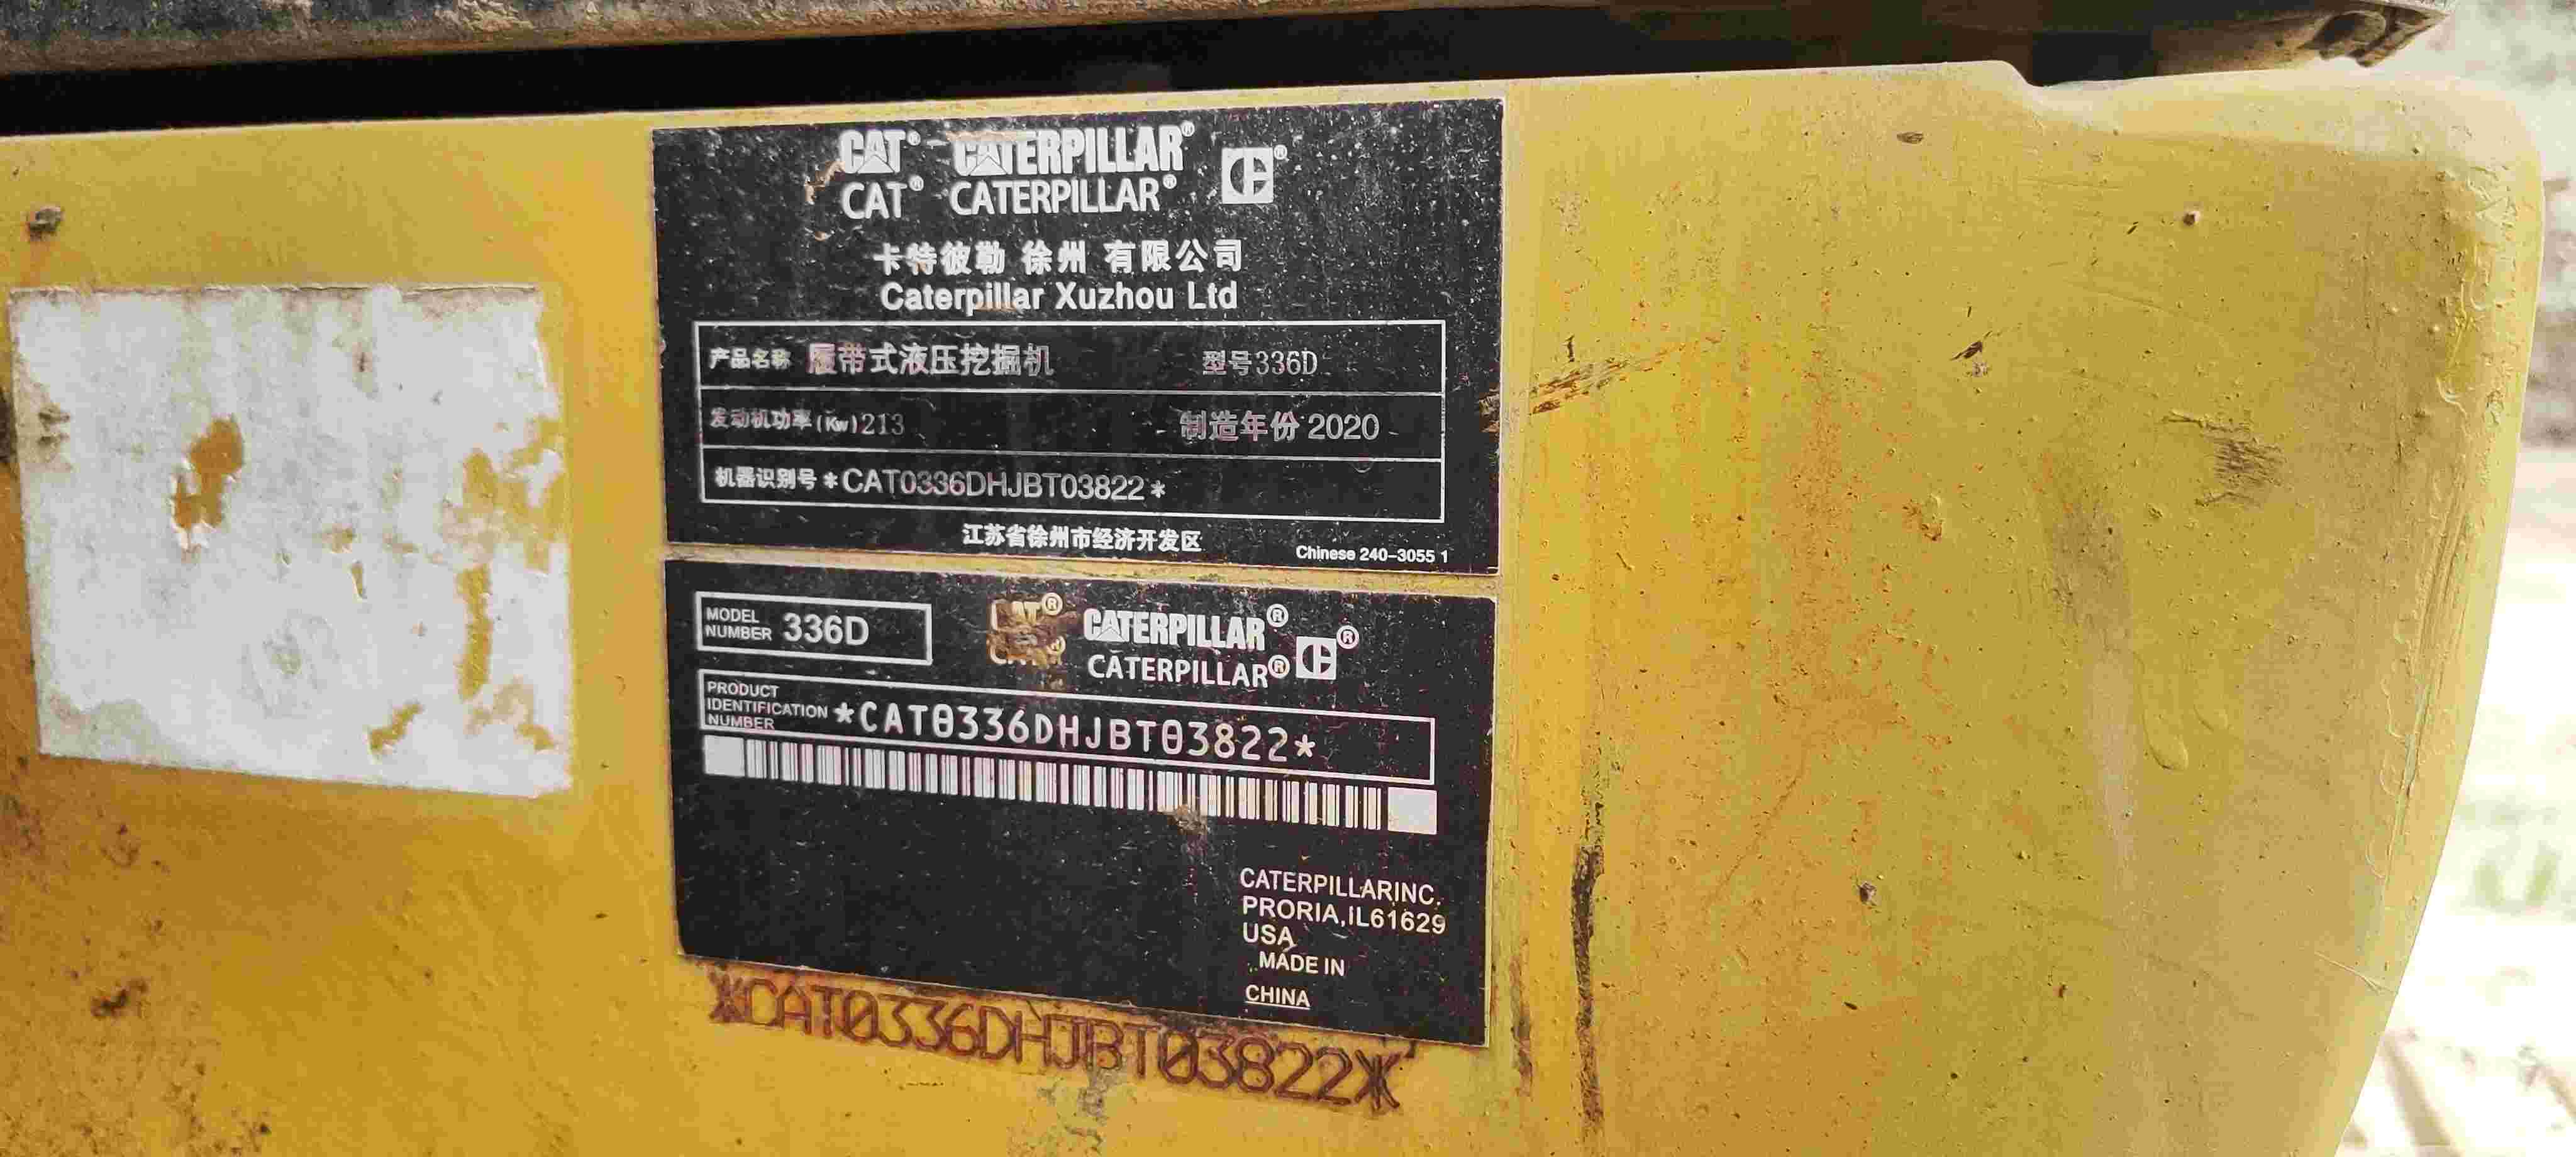 CAT® CATERPILLAR®
CAT® CATERPILLAR® ®
卡特彼勒 徐州 有限公司
Caterpillar Xuzhou Ltd
产品名称 履带式液压挖掘机 型号336D
发动机功率(Kw)213 制造年份 2020
机器识别号 *CAT0336DHJBT03822*
江苏省徐州市经济开发区
Chinese 240-3055 1
MODEL NUMBER 336D
CAT® CATERPILLAR®
CATERPILLAR® ®
PRODUCT IDENTIFICATION NUMBER *CAT0336DHJBT03822*
CATERPILLARINC.
PRORIA,IL61629
USA
MADE IN
CHINA
*CAT0336DHJBT03822*